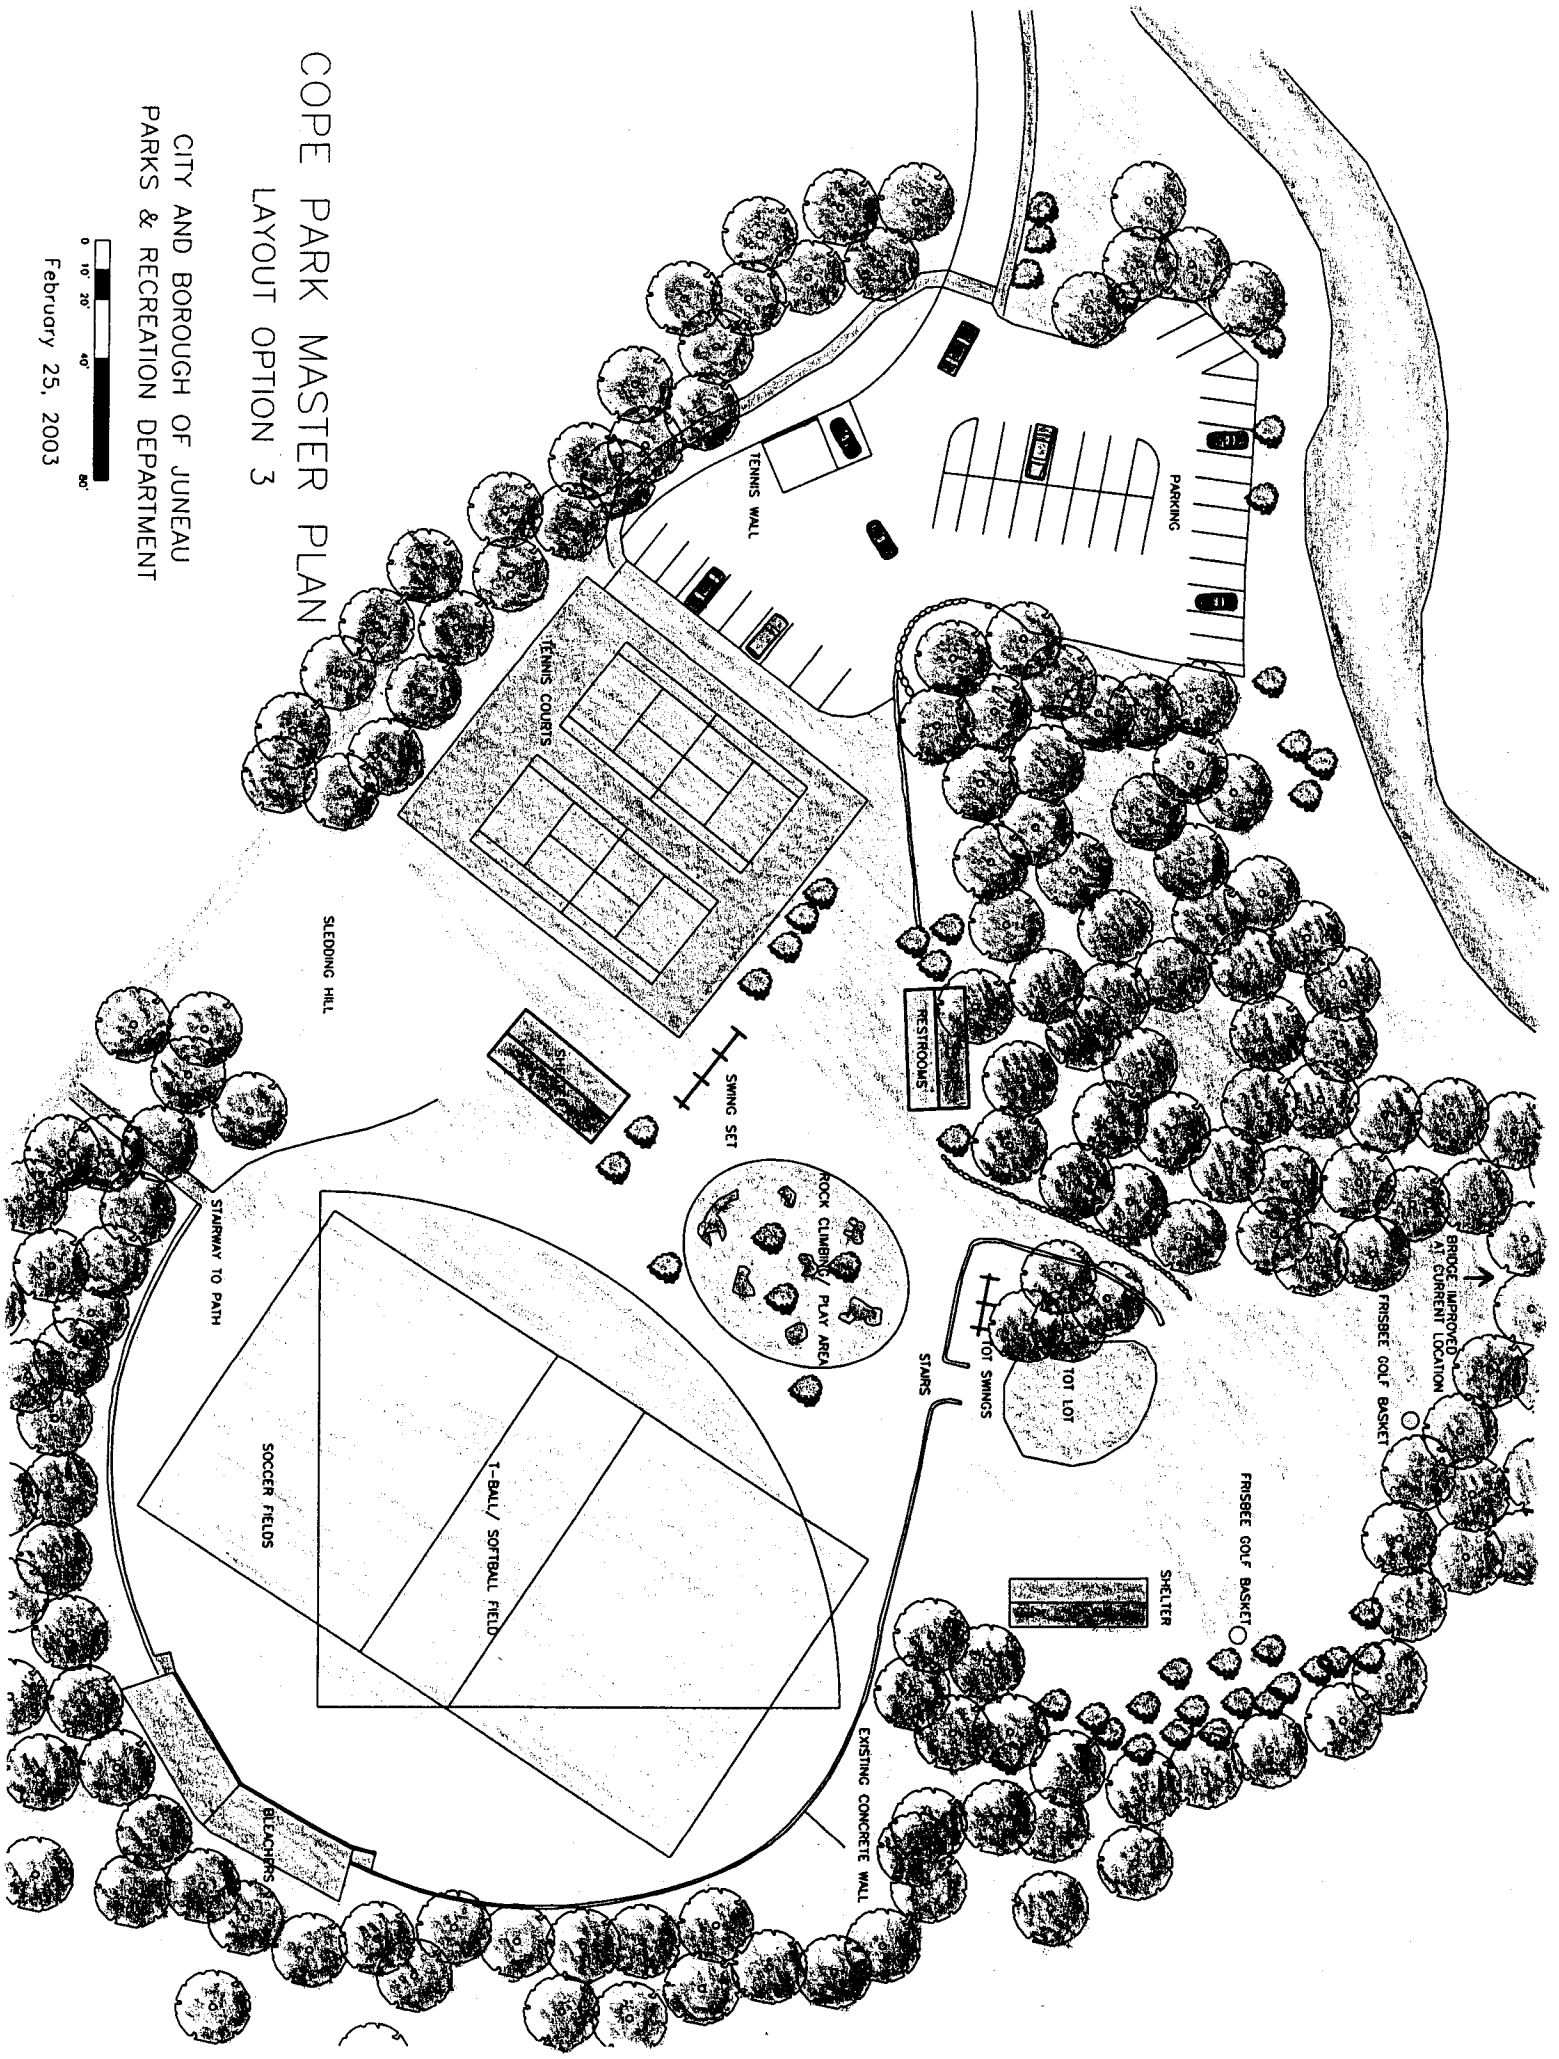 COPE PARK MASTER PLAN
LAYOUT OPTION 3
CITY AND BOROUGH OF JUNEAU
PARKS & RECREATION DEPARTMENT
0 10' 20' 40' 80'
February 25, 2003
PARKING
TENNIS WALL
TENNIS COURTS
SLEDDING HILL
RESTROOMS
SWING SET
ROCK CLIMBING/ PLAY AREA
STAIRWAY TO PATH
BRIDGE IMPROVED
AT CURRENT LOCATION
FRISBEE GOLF BASKET
TOT SWINGS
TOT LOT
STAIRS
SOCCER FIELDS
T-BALL/ SOFTBALL FIELD
FRISBEE GOLF BASKET
SHELTER
EXISTING CONCRETE WALL
BLEACHERS